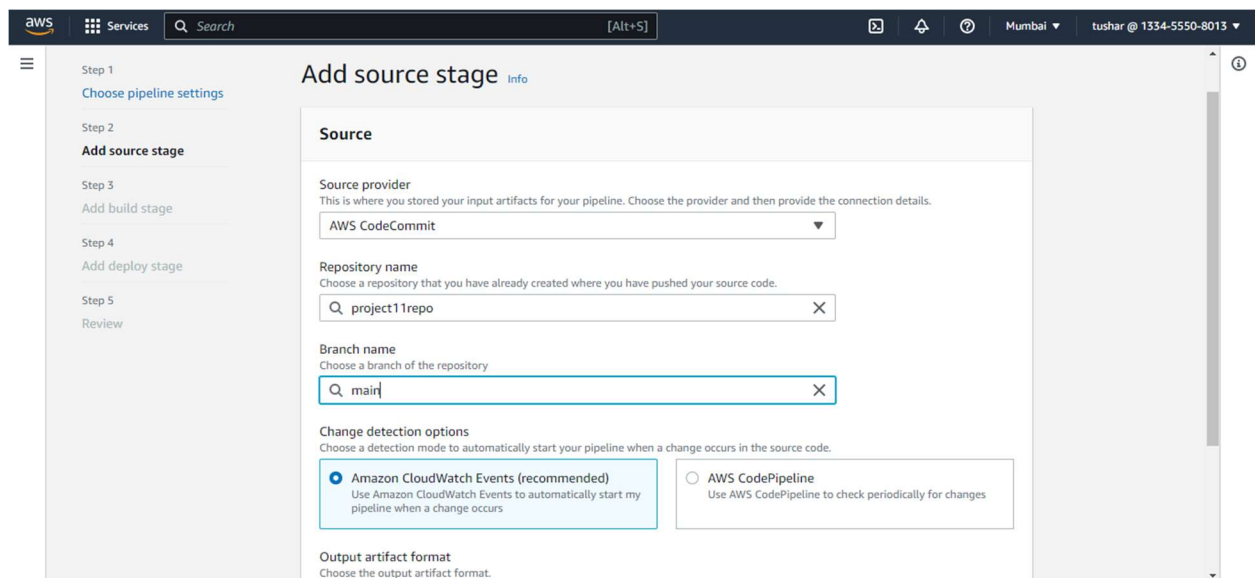 aws
Services
Search
[Alt+S]
Mumbai
tushar @ 1334-5550-8013
Step 1
Choose pipeline settings
Step 2
Add source stage
Step 3
Add build stage
Step 4
Add deploy stage
Step 5
Review
Add source stage Info
Source
Source provider
This is where you stored your input artifacts for your pipeline. Choose the provider and then provide the connection details.
AWS CodeCommit
Repository name
Choose a repository that you have already created where you have pushed your source code.
project11repo
Branch name
Choose a branch of the repository
main
Change detection options
Choose a detection mode to automatically start your pipeline when a change occurs in the source code.
Amazon CloudWatch Events (recommended)
Use Amazon CloudWatch Events to automatically start my
pipeline when a change occurs
AWS CodePipeline
Use AWS CodePipeline to check periodically for changes
Output artifact format
Choose the output artifact format.